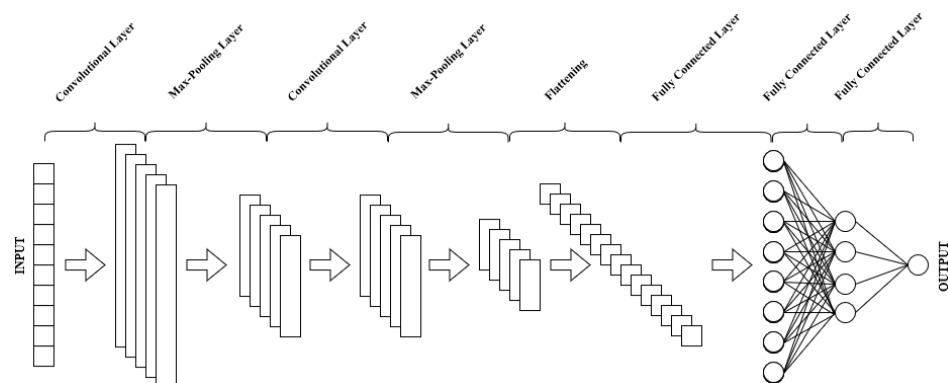 Convolutional Layer
Max-Pooling Layer
Convolutional Layer
Max-Pooling Layer
Flattening
Fully Connected Layer
Fully Connected Layer
Fully Connected Layer
INPUT
OUTPUT